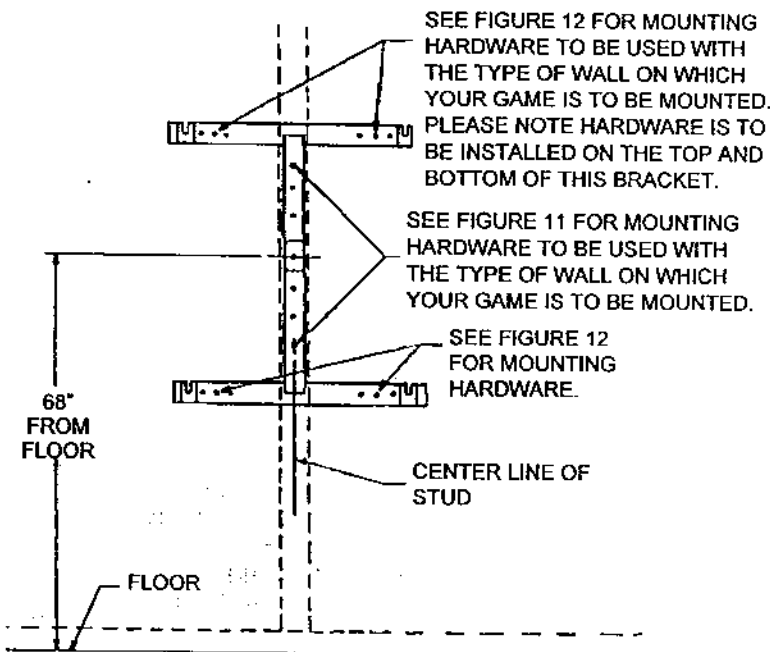 SEE FIGURE 12 FOR MOUNTING
HARDWARE TO BE USED WITH
THE TYPE OF WALL ON WHICH
YOUR GAME IS TO BE MOUNTED.
PLEASE NOTE HARDWARE IS TO
BE INSTALLED ON THE TOP AND
BOTTOM OF THIS BRACKET.
SEE FIGURE 11 FOR MOUNTING
HARDWARE TO BE USED WITH
THE TYPE OF WALL ON WHICH
YOUR GAME IS TO BE MOUNTED.
SEE FIGURE 12
FOR MOUNTING
HARDWARE.
68"
FROM
FLOOR
CENTER LINE OF
STUD
FLOOR